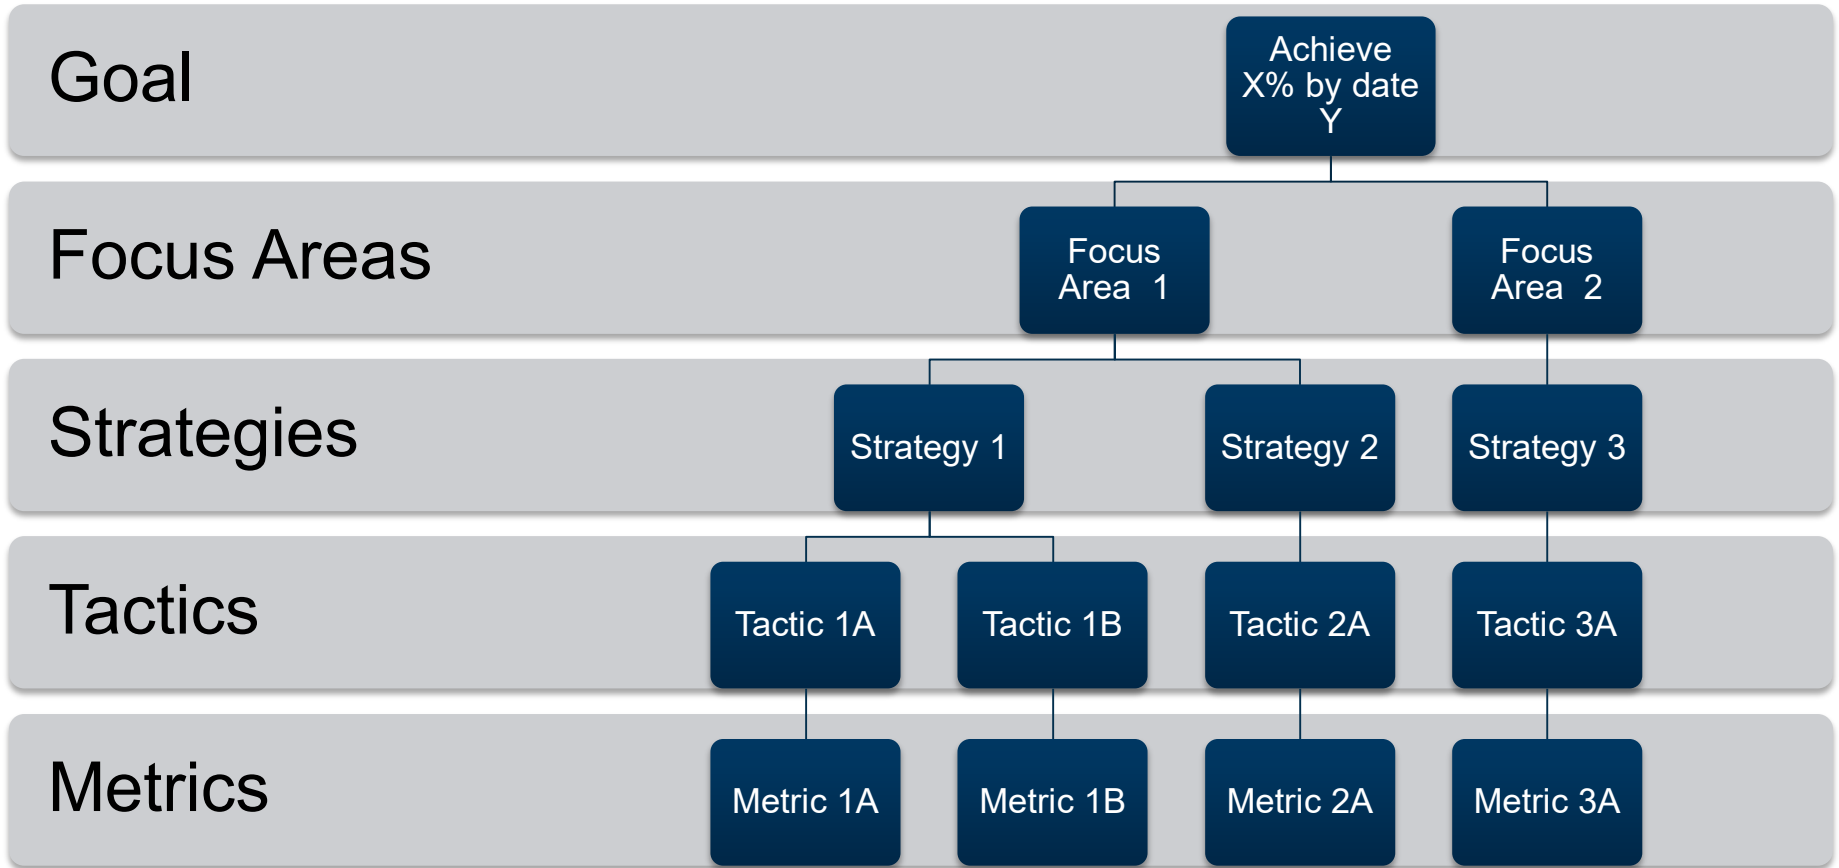 Goal
Achieve
X% by date
Y
Focus Areas
Focus
Area 1
Focus
Area 2
Strategies
Strategy 1
Strategy 2
Strategy 3
Tactics
Tactic 1A
Tactic 1B
Tactic 2A
Tactic 3A
Metrics
Metric 1A
Metric 1B
Metric 2A
Metric 3A